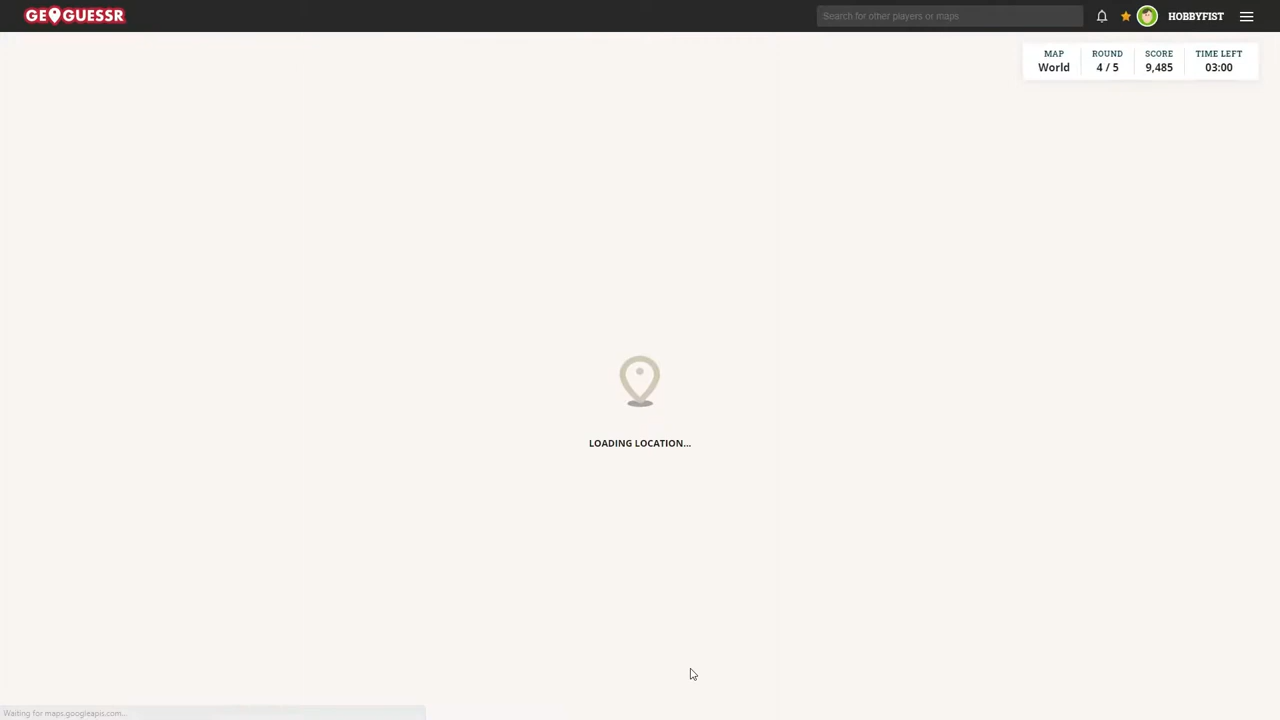 GEOGUESSR
Search for other players or maps
HOBBYFIST
MAP ROUND SCORE TIME LEFT
World 4 / 5 9,485 03:00
LOADING LOCATION...
Waiting for maps.googleapis.com...